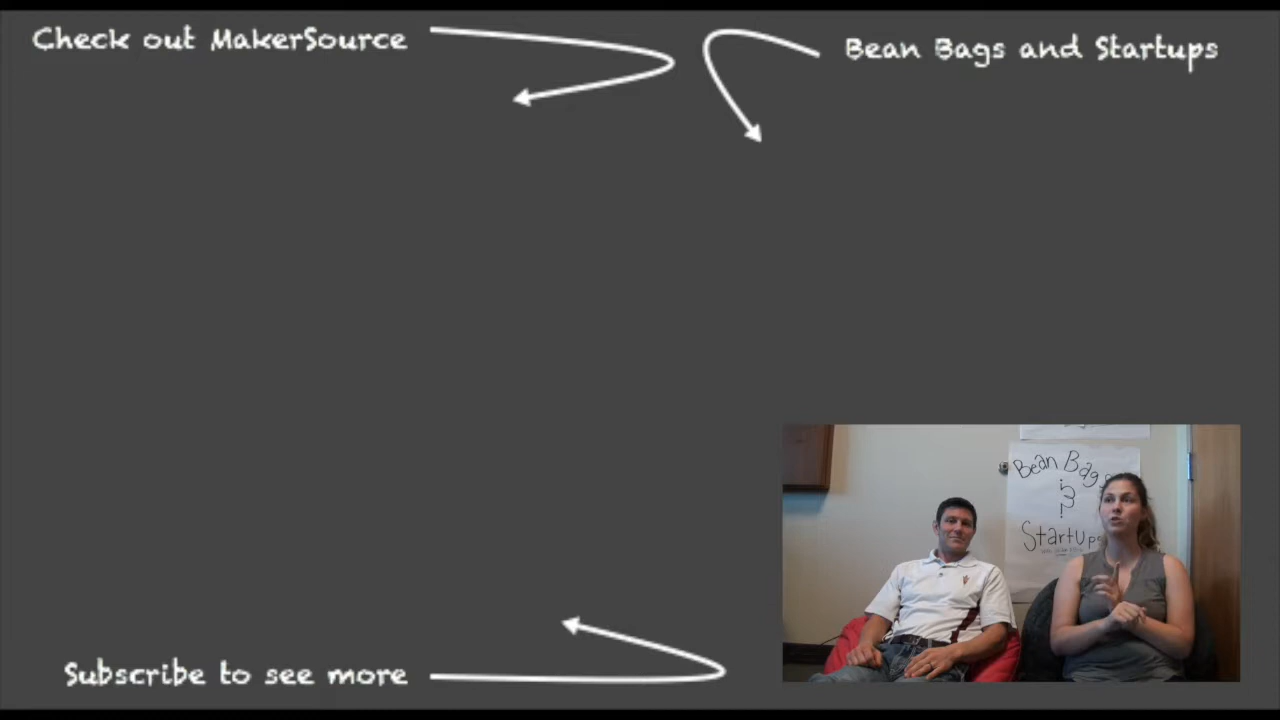 Check out MakerSource
Bean Bags and Startups
Bean Bags
&
Startups
Subscribe to see more